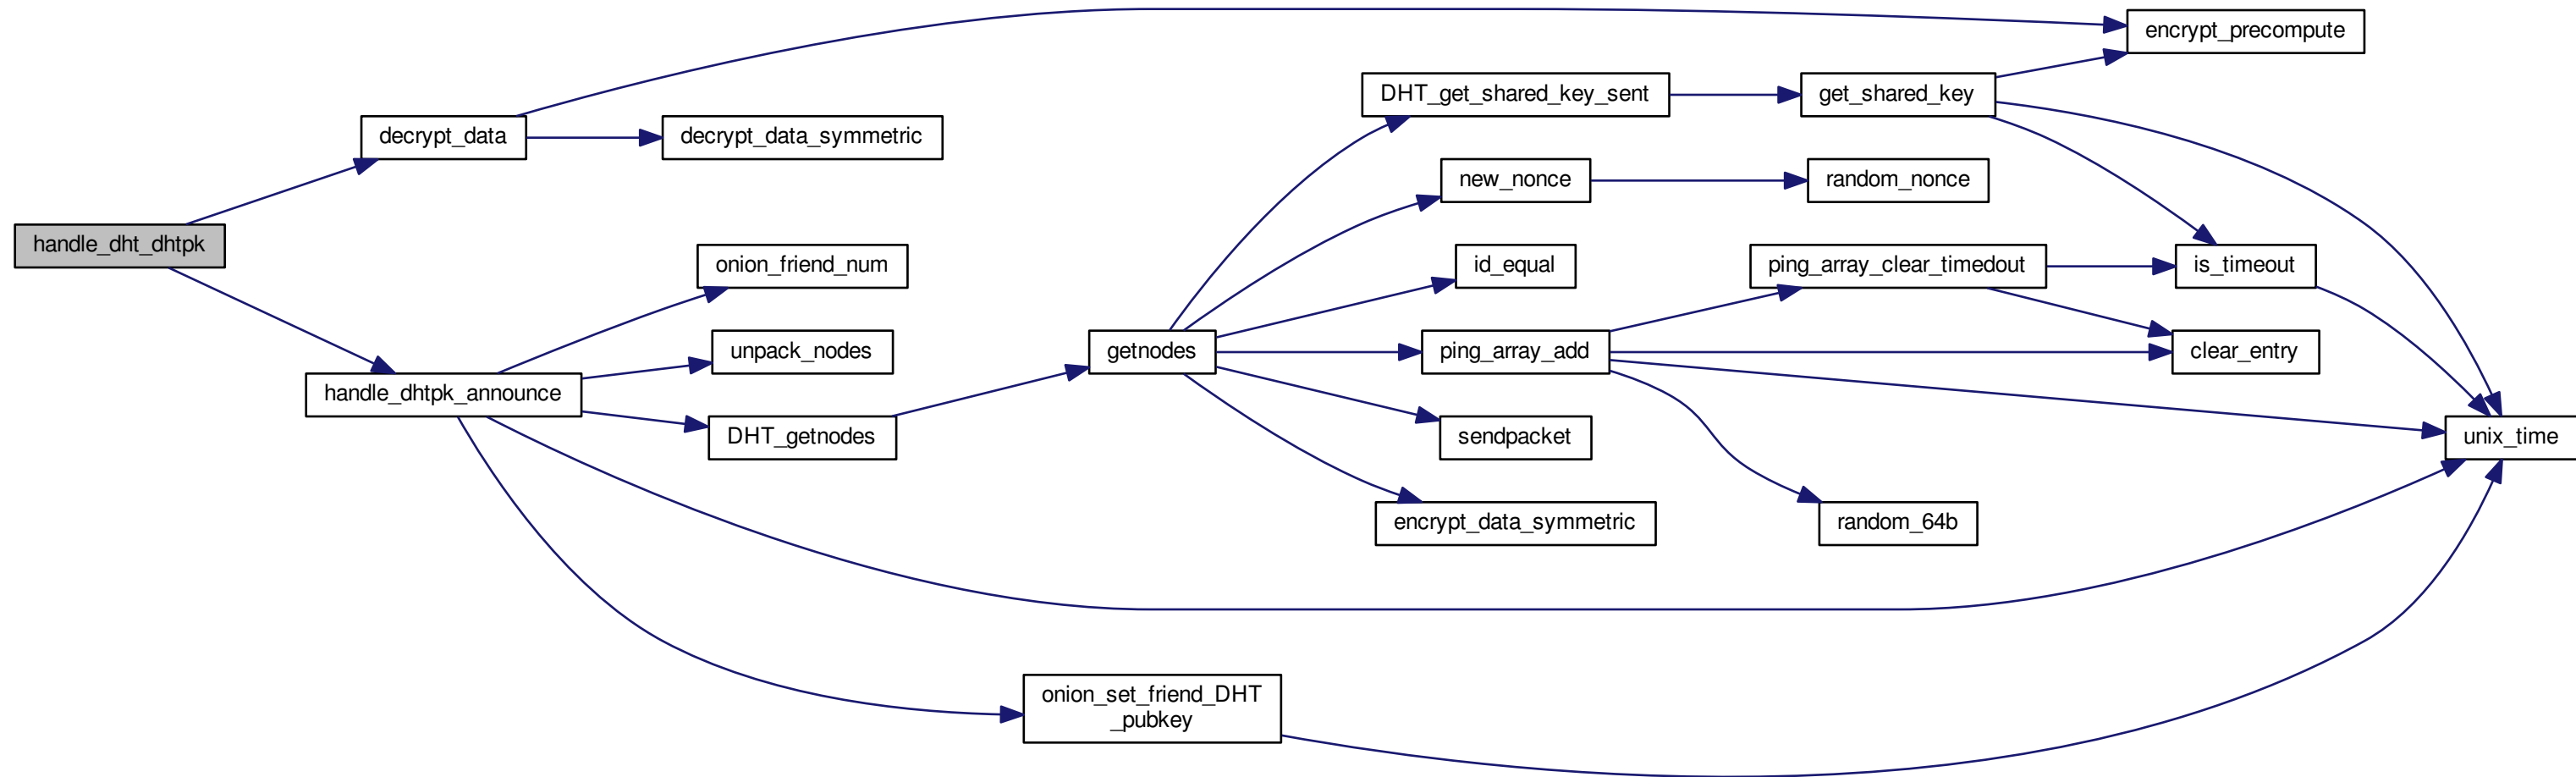 handle_dht_dhtpk
decrypt_data
decrypt_data_symmetric
handle_dhtpk_announce
onion_friend_num
unpack_nodes
DHT_getnodes
onion_set_friend_DHT
_pubkey
getnodes
DHT_get_shared_key_sent
new_nonce
id_equal
ping_array_add
sendpacket
encrypt_data_symmetric
get_shared_key
random_nonce
ping_array_clear_timedout
random_64b
encrypt_precompute
is_timeout
clear_entry
unix_time